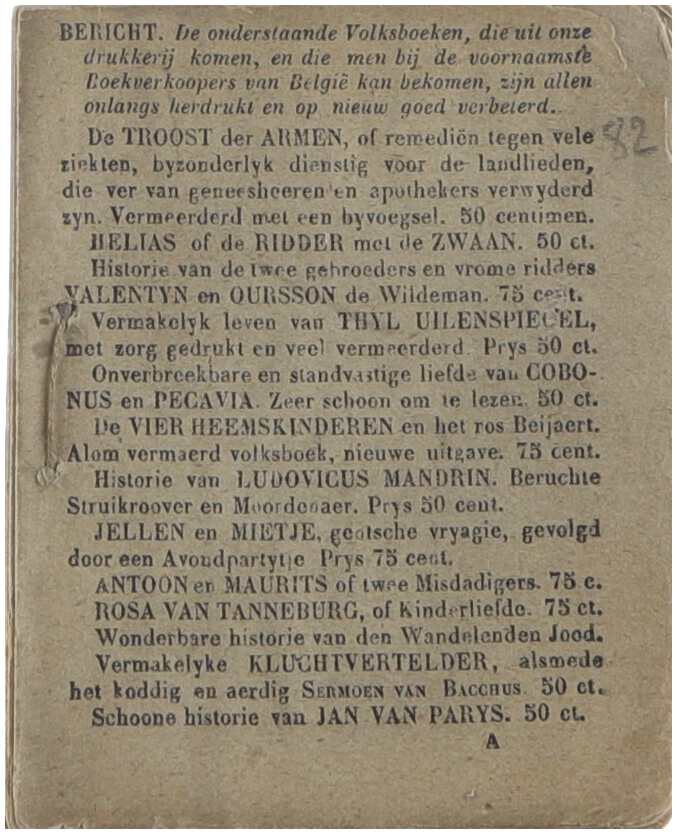 BERICHT. De onderstaande Volksboeken, die uit onze
drukkerij komen, en die men bij de voornaamste
Boekverkoopers van België kan bekomen, zijn allen
onlangs herdrukt en op nieuw goed verbeterd.
82
De TROOST der ARMEN, of remediën tegen vele
ziekten, byzonderlyk dienstig voor de landlieden,
die ver van geneesheeren en apothekers verwyderd
zyn. Vermeerderd met een byvoegsel. 50 centimen.
HELIAS of de RIDDER met de ZWAAN. 50 ct.
Historie van de twee gebroeders en vrome ridders
VALENTYN en OURSSON de Wildeman. 75 cent.
Vermakelyk leven van THYL UILENSPIEGEL,
met zorg gedrukt en veel vermeerderd. Prys 50 ct.
Onverbreekbare en standvastige liefde van COBO-
NUS en PECAVIA. Zeer schoon om te lezen. 50 ct.
De VIER HEEMSKINDEREN en het ros Beijaert.
Alom vermaerd volksboek, nieuwe uitgave. 75 cent.
Historie van LUDOVICUS MANDRIN. Beruchte
Struikroover en Moordenaer. Prys 50 cent.
JELLEN en MIETJE, gentsche vryagie, gevolgd
door een Avondpartytje Prys 75 cent.
ANTOON en MAURITS of twee Misdadigers. 75 c.
ROSA VAN TANNEBURG, of Kinderliefde. 75 ct.
Wonderbare historie van den Wandelenden Jood.
Vermakelyke KLUCHTVERTELDER, alsmede
het koddig en aerdig SERMOEN VAN BACCHUS. 50 ct.
Schoone historie van JAN VAN PARYS. 50 ct.
A